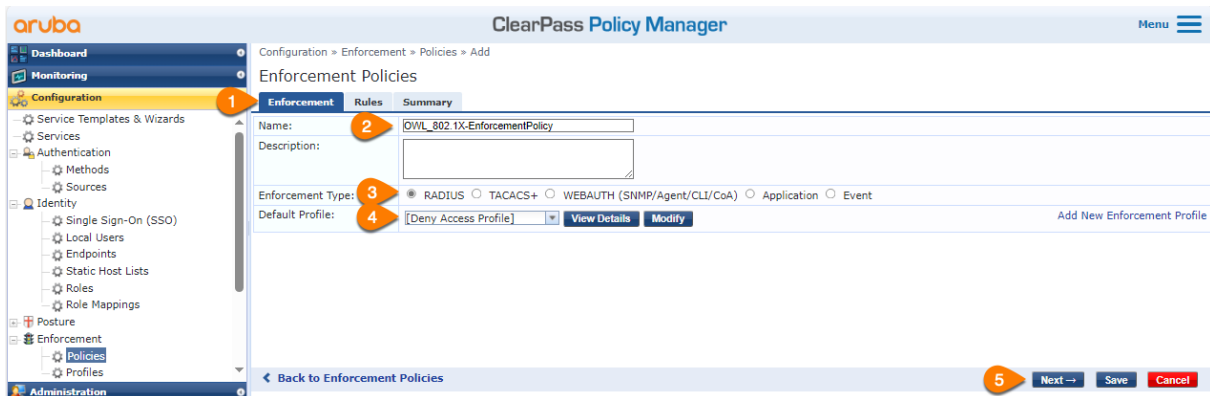 aruba
ClearPass Policy Manager
Menu
Dashboard
Monitoring
Configuration
Service Templates & Wizards
Services
Authentication
Methods
Sources
Identity
Single Sign-On (SSO)
Local Users
Endpoints
Static Host Lists
Roles
Role Mappings
Posture
Enforcement
Policies
Profiles
Administration
Configuration » Enforcement » Policies » Add
Enforcement Policies
1 Enforcement Rules Summary
Name: 2 OWL_802.1X-EnforcementPolicy
Description:
Enforcement Type: 3 RADIUS TACACS+ WEBAUTH (SNMP/Agent/CLI/CoA) Application Event
Default Profile: 4 [Deny Access Profile] View Details Modify Add New Enforcement Profile
Back to Enforcement Policies 5 Next → Save Cancel